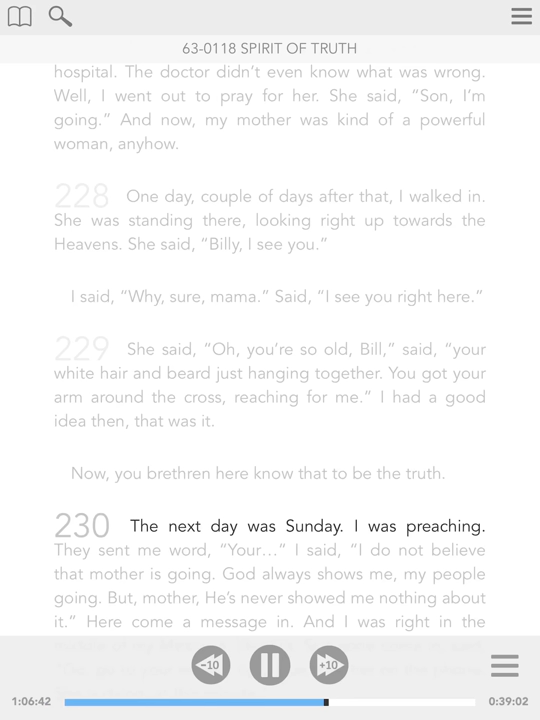 63-0118 SPIRIT OF TRUTH
hospital. The doctor didn’t even know what was wrong.
Well, I went out to pray for her. She said, “Son, I’m
going.” And now, my mother was kind of a powerful
woman, anyhow.
228 One day, couple of days after that, I walked in.
She was standing there, looking right up towards the
Heavens. She said, “Billy, I see you.”
I said, “Why, sure, mama.” Said, “I see you right here.”
229 She said, “Oh, you’re so old, Bill,” said, “your
white hair and beard just hanging together. You got your
arm around the cross, reaching for me.” I had a good
idea then, that was it.
Now, you brethren here know that to be the truth.
230 The next day was Sunday. I was preaching.
They sent me word, “Your…” I said, “I do not believe
that mother is going. God always shows me, my people
going. But, mother, He’s never showed me nothing about
it.” Here come a message in. And I was right in the
-10
+10
1:06:42
0:39:02